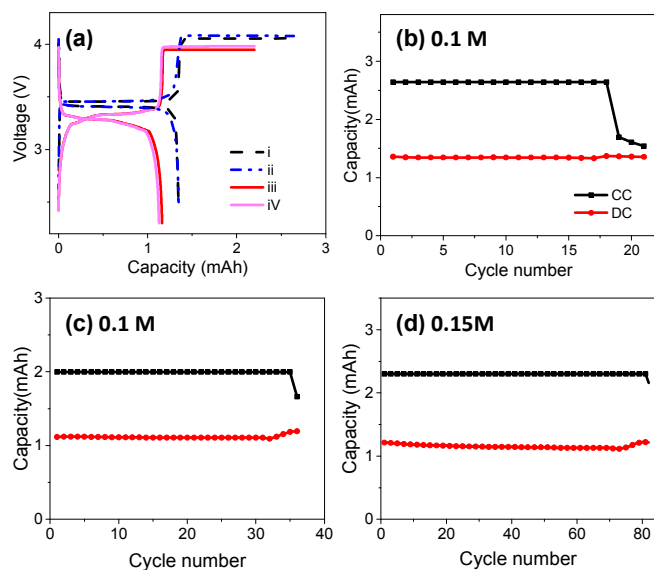 (a)
Voltage (V)
4
3
i
ii
iii
iV
0
1
2
3
Capacity (mAh)
(b) 0.1 M
Capacity(mAh)
3
2
1
0
CC
DC
0
5
10
15
20
Cycle number
(c) 0.1 M
Capacity(mAh)
2
1
0
0
10
20
30
40
Cycle number
(d) 0.15M
Capacity(mAh)
3
2
1
0
0
20
40
60
80
Cycle number